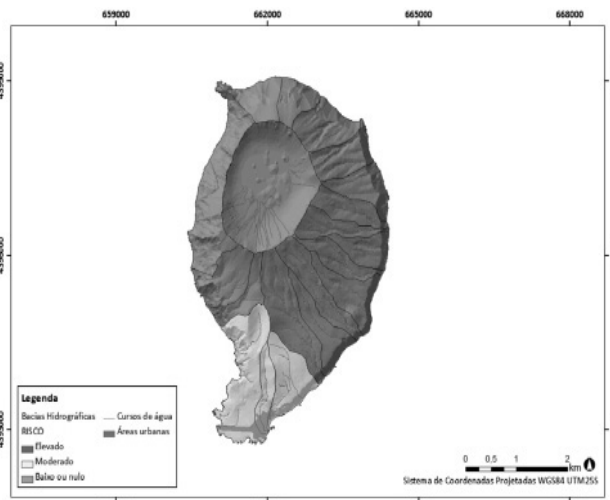 659000 662000 665000 668000
Legenda
Bacias Hidrográficas
Cursos de água
RISCO
Áreas urbanas
Elevado
Moderado
Baixo ou nulo
0 0,5 1 2
km
Sistema de Coordenadas Projetadas WGS84 UTM25S